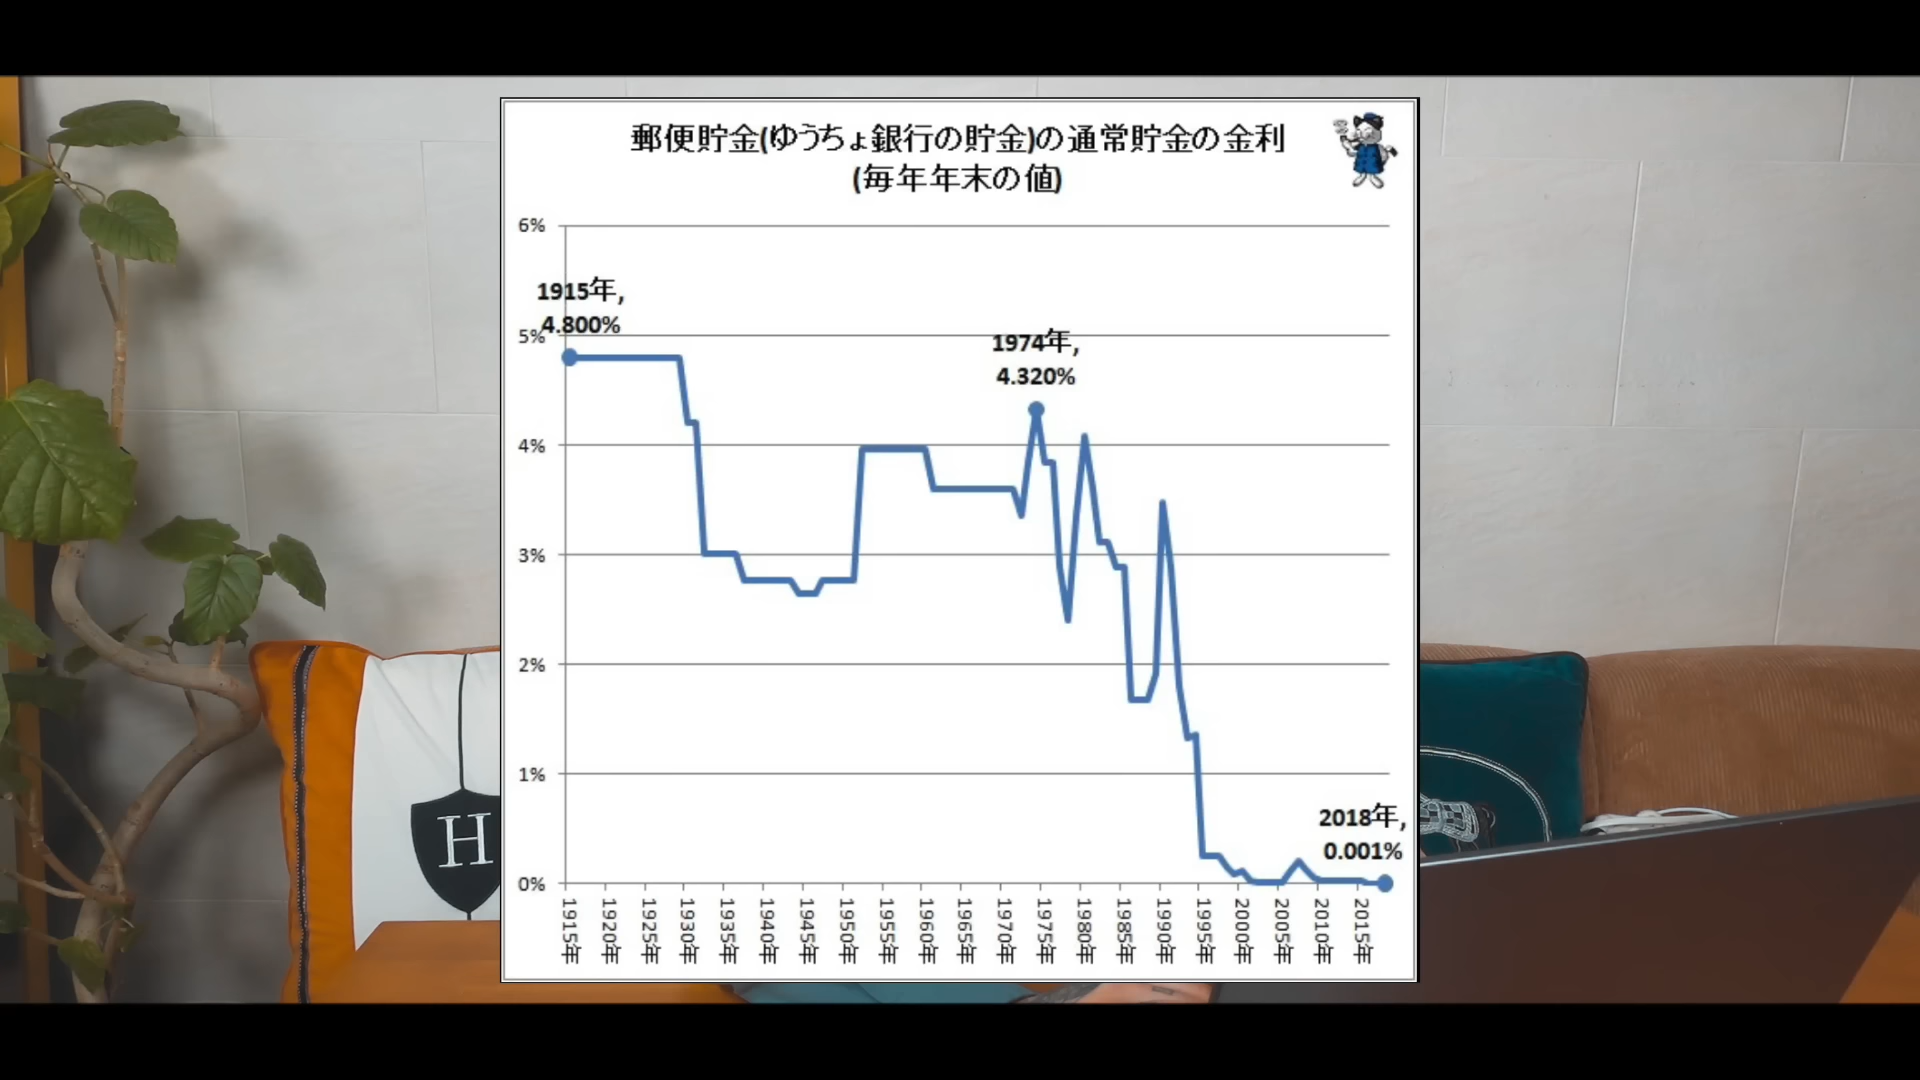 郵便貯金(ゆうちょ銀行の貯金)の通常貯金の金利
(毎年年末の値)
6%
5%
4%
3%
2%
1%
0%
1915年,
4.800%
1974年,
4.320%
2018年,
0.001%
1915年
1920年
1925年
1930年
1935年
1940年
1945年
1950年
1955年
1960年
1965年
1970年
1975年
1980年
1985年
1990年
1995年
2000年
2005年
2010年
2015年
H